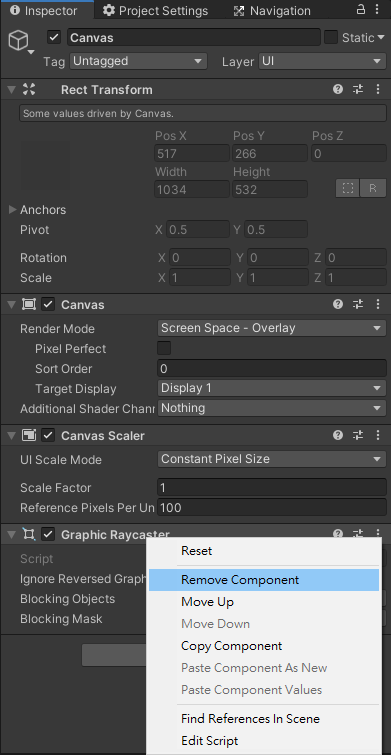 Inspector Project Settings Navigation
Canvas Static
Tag Untagged Layer UI
Rect Transform
Some values driven by Canvas.
Pos X Pos Y Pos Z
517 266 0
Width Height
1034 532 R
Anchors
Pivot X 0.5 Y 0.5
Rotation X 0 Y 0 Z 0
Scale X 1 Y 1 Z 1
Canvas
Render Mode Screen Space - Overlay
Pixel Perfect
Sort Order 0
Target Display Display 1
Additional Shader Chann Nothing
Canvas Scaler
UI Scale Mode Constant Pixel Size
Scale Factor 1
Reference Pixels Per Un 100
Graphic Raycaster
Script
Ignore Reversed Graph
Blocking Objects
Blocking Mask
Reset
Remove Component
Move Up
Move Down
Copy Component
Paste Component As New
Paste Component Values
Find References In Scene
Edit Script